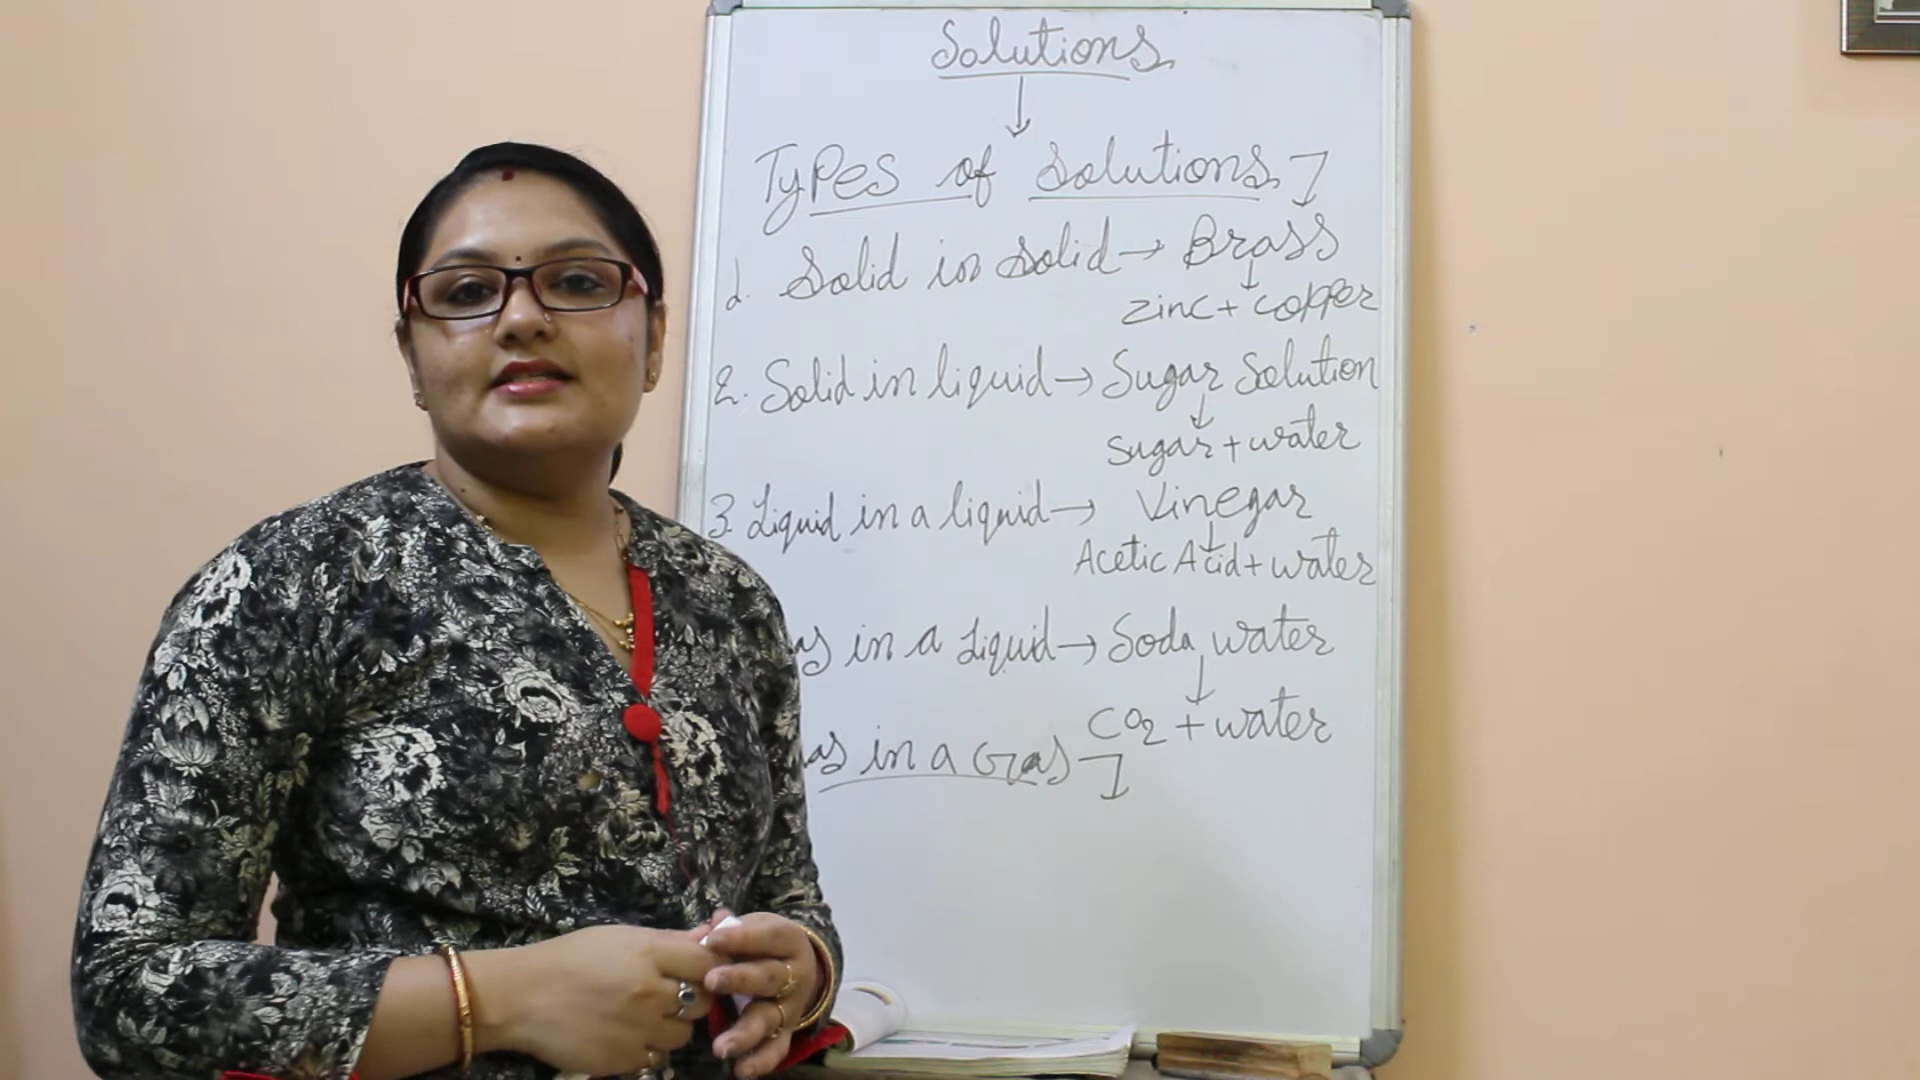 Solutions
↓
Types of Solutions
1. Solid in Solid → Brass
↓
Zinc + Copper
2. Solid in liquid → Sugar Solution
↓
Sugar + water
3. Liquid in a liquid → Vinegar
↓
Acetic Acid + water
in a Liquid → Soda water
↓
CO2 + water
in a Gas